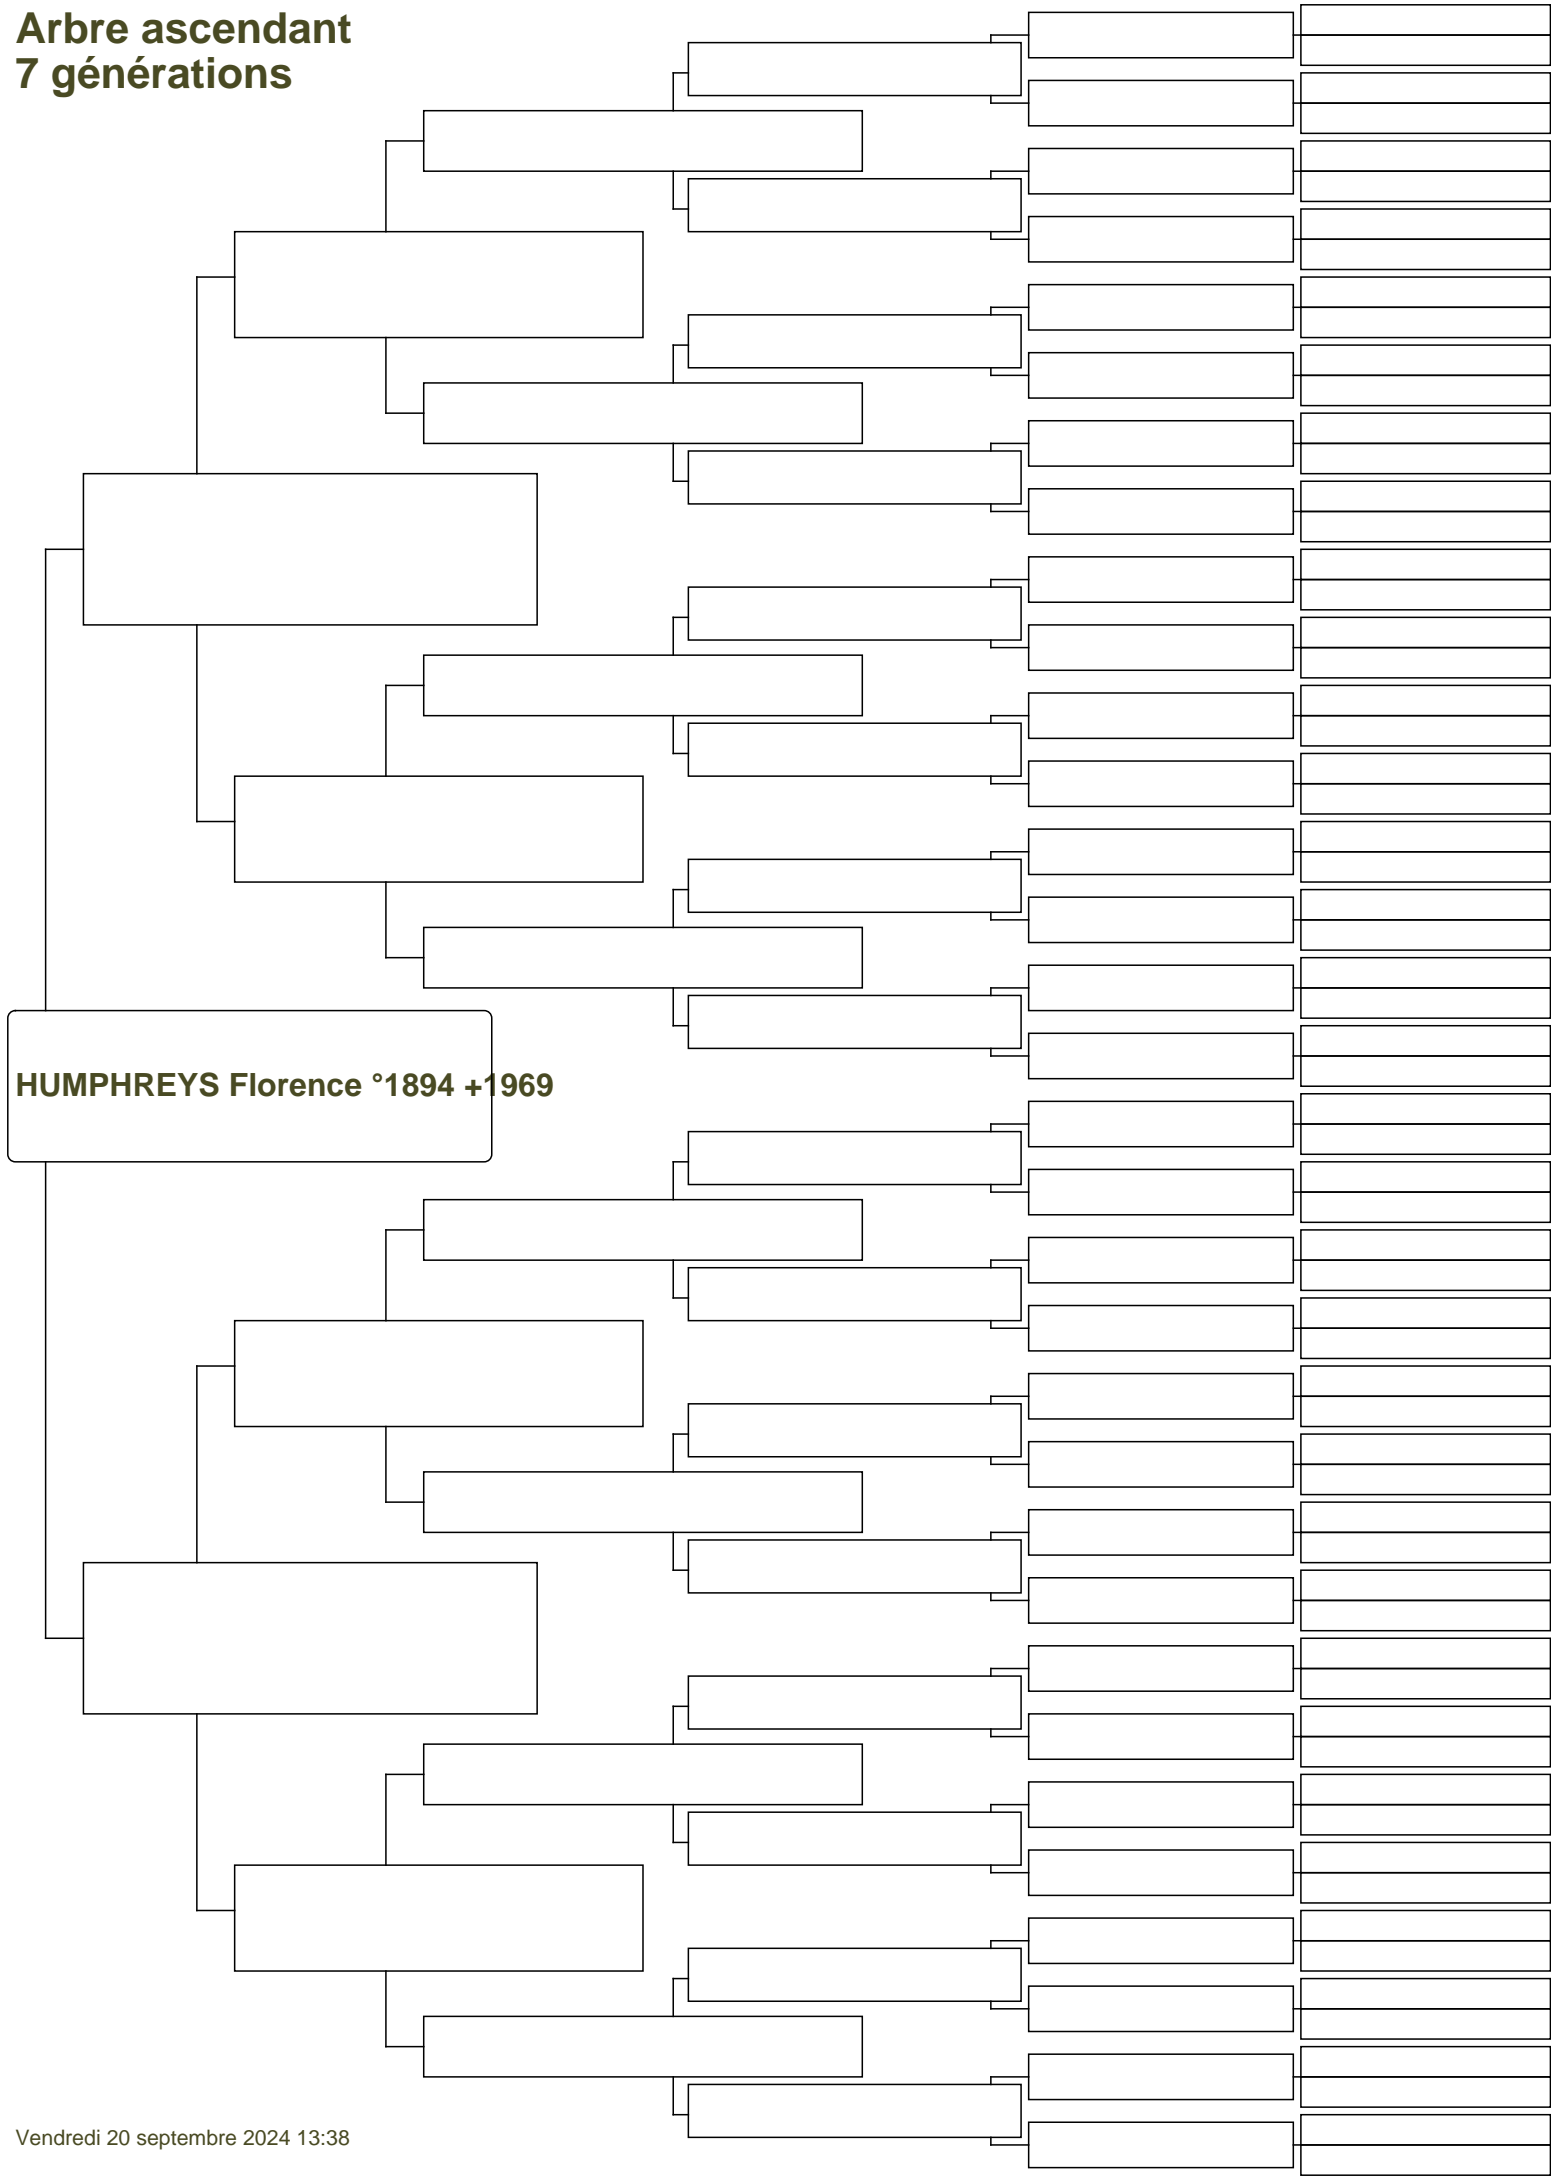 Arbre ascendant
7 générations
HUMPHREYS Florence °1894 +1969
Vendredi 20 septembre 2024 13:38